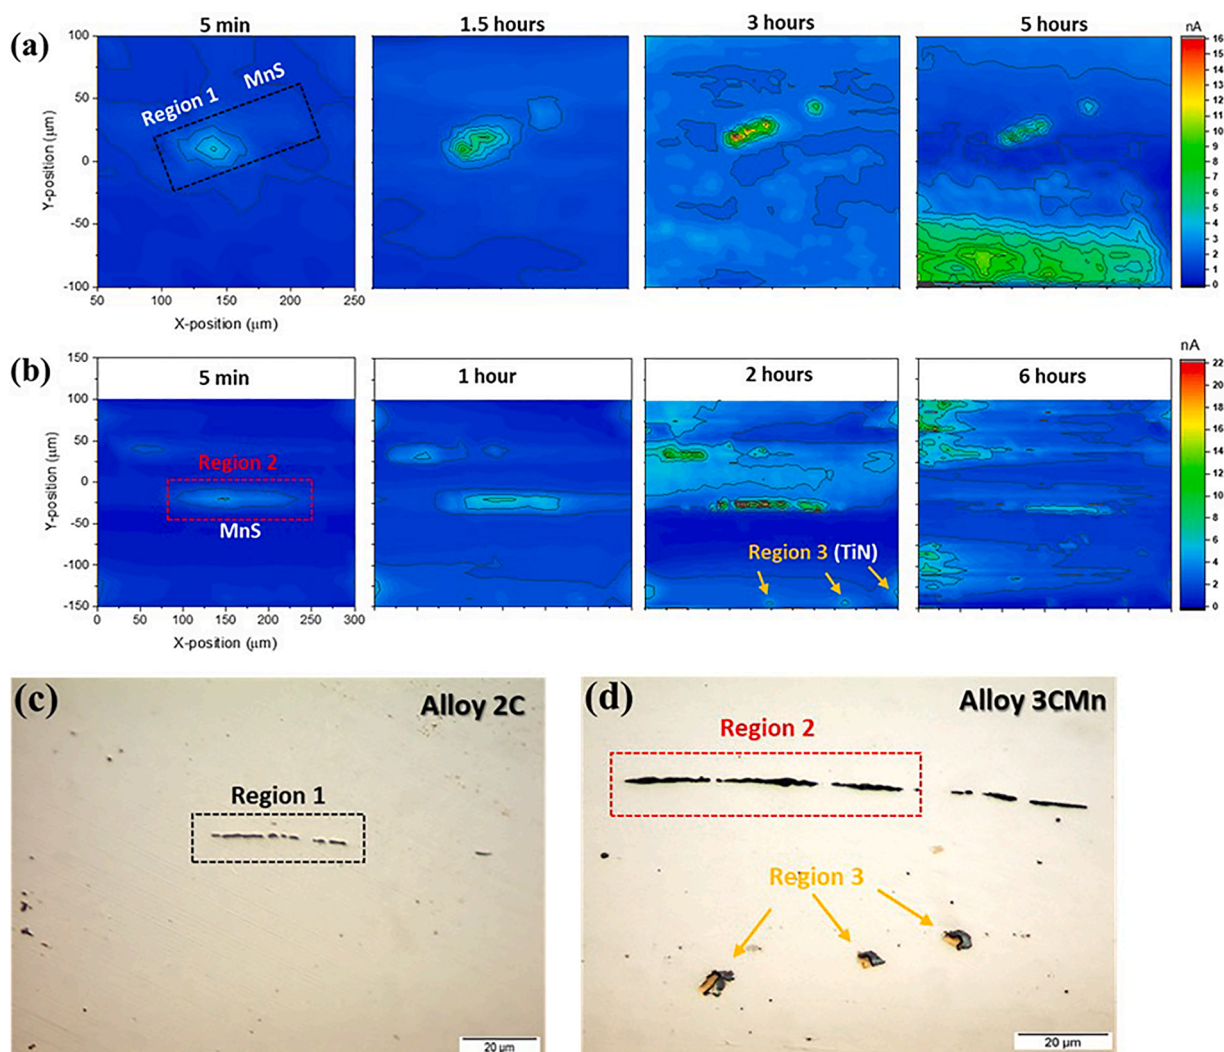 (a)
5 min
1.5 hours
3 hours
5 hours
nA
100
50
0
-50
-100
Y-position (μm)
Region 1
MnS
16
15
14
13
12
11
10
9
8
7
6
5
4
3
2
1
0
50
100
150
200
250
X-position (μm)
(b)
5 min
1 hour
2 hours
6 hours
nA
150
100
50
0
-50
-100
-150
Y-position (μm)
Region 2
MnS
Region 3 (TiN)
22
20
18
16
14
12
10
8
6
4
2
0
0
50
100
150
200
250
300
X-position (μm)
(c)
Alloy 2C
Region 1
20 μm
(d)
Alloy 3CMn
Region 2
Region 3
20 μm